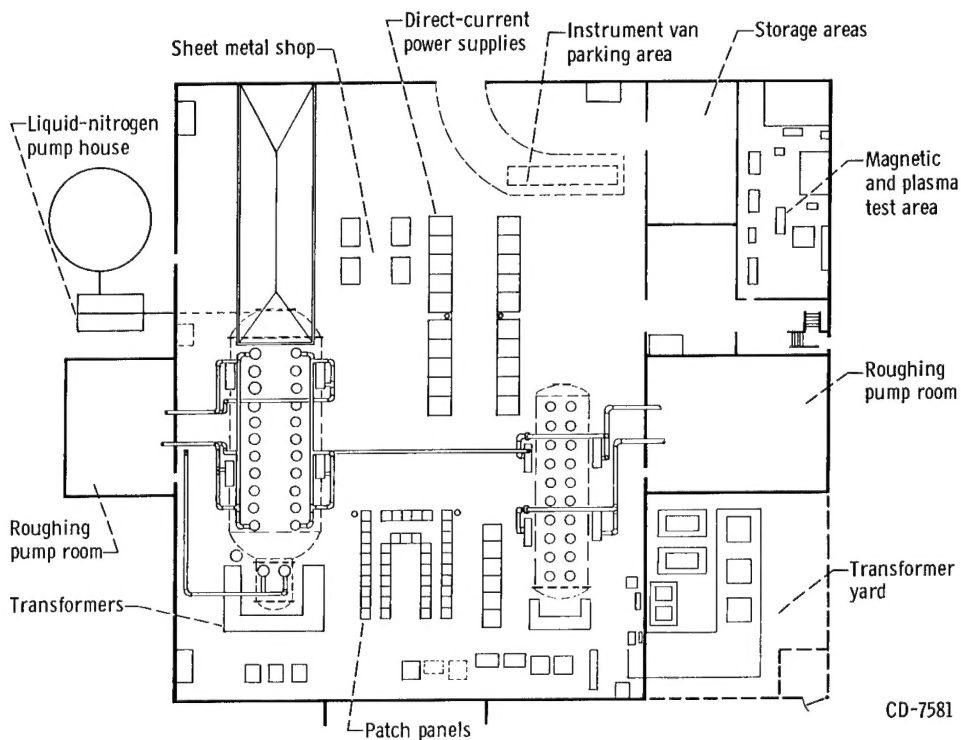 Direct-current
power supplies
Sheet metal shop
Instrument van
parking area
Storage areas
Liquid-nitrogen
pump house
Magnetic
and plasma
test area
Roughing
pump room
Roughing
pump room
Transformers
Transformer
yard
Patch panels
CD-7581